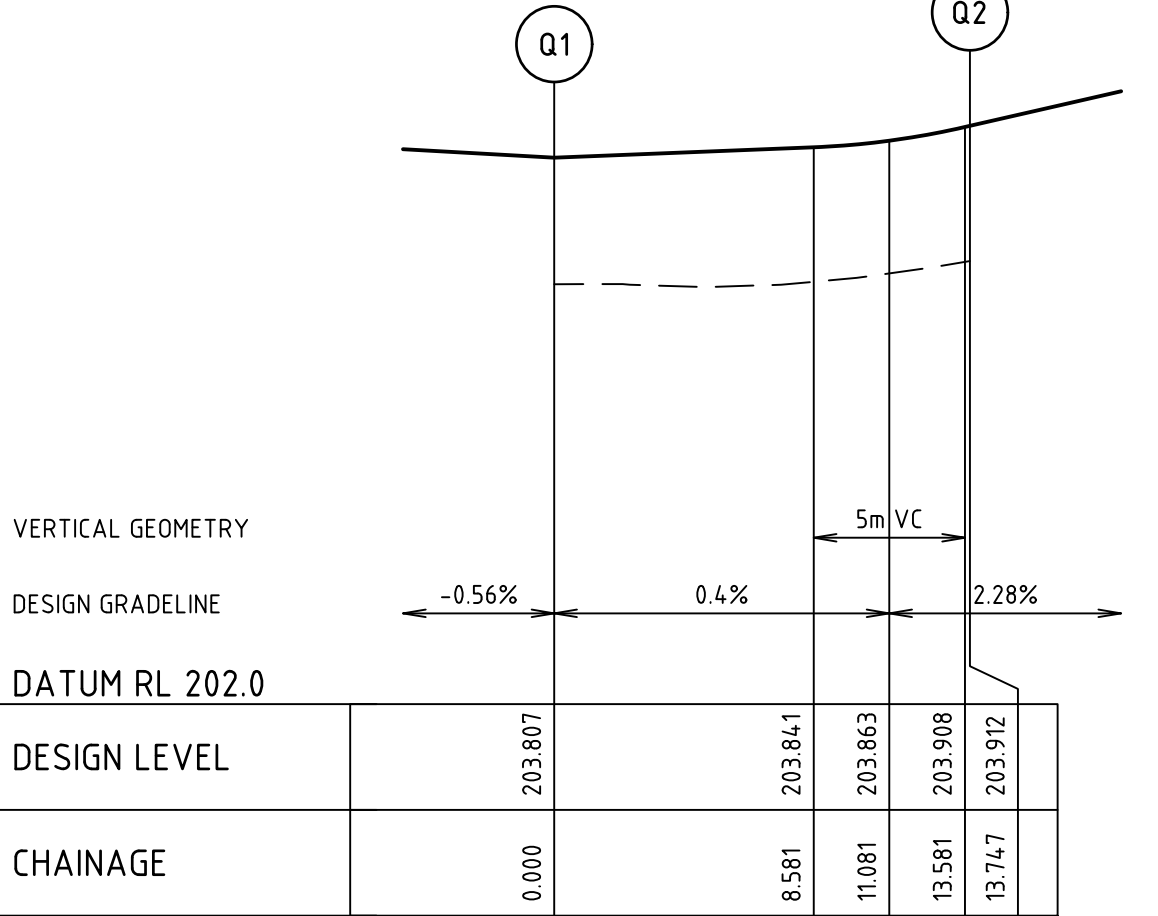 Q1
Q2
VERTICAL GEOMETRY
5m VC
DESIGN GRADELINE
-0.56%
0.4%
2.28%
DATUM RL 202.0
DESIGN LEVEL
203.807
203.841
203.863
203.908
203.912
CHAINAGE
0.000
8.581
11.081
13.581
13.747